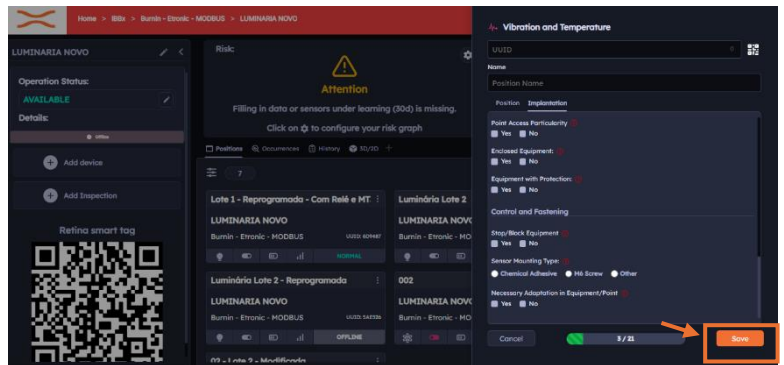 Home > IBBx > Burnin - Etronic - MODBUS > LUMINARIA NOVO
LUMINARIA NOVO
Operation Status:
AVAILABLE
Details:
Offline
Add device
Add Inspection
Retina smart tag
Risk:
Attention
Filling in data or sensors under learning (30d) is missing.
Click on to configure your risk graph
Positions Occurrences History 3D/2D +
7
Lote 1 - Reprogramada - Com Relé e MT
LUMINARIA NOVO
Burnin - Etronic - MODBUS
NORMAL
Luminária Lote 2
LUMINARIA NOVO
Burnin - Etronic - MO
Luminária Lote 2 - Reprogramada
LUMINARIA NOVO
Burnin - Etronic - MODBUS
OFFLINE
002
LUMINARIA NOVO
Burnin - Etronic - MO
03 - Lote 2 - Modificada
Vibration and Temperature
UUID 0
Name
Position Name
Position Implantation
Point Access Particularity
Yes No
Enclosed Equipment:
Yes No
Equipment with Protection:
Yes No
Control and Fastening
Stop/Block Equipment
Yes No
Sensor Mounting Type:
Chemical Adhesive M6 Screw Other
Necessary Adaptation in Equipment/Point
Yes No
Cancel 3 / 21 Save